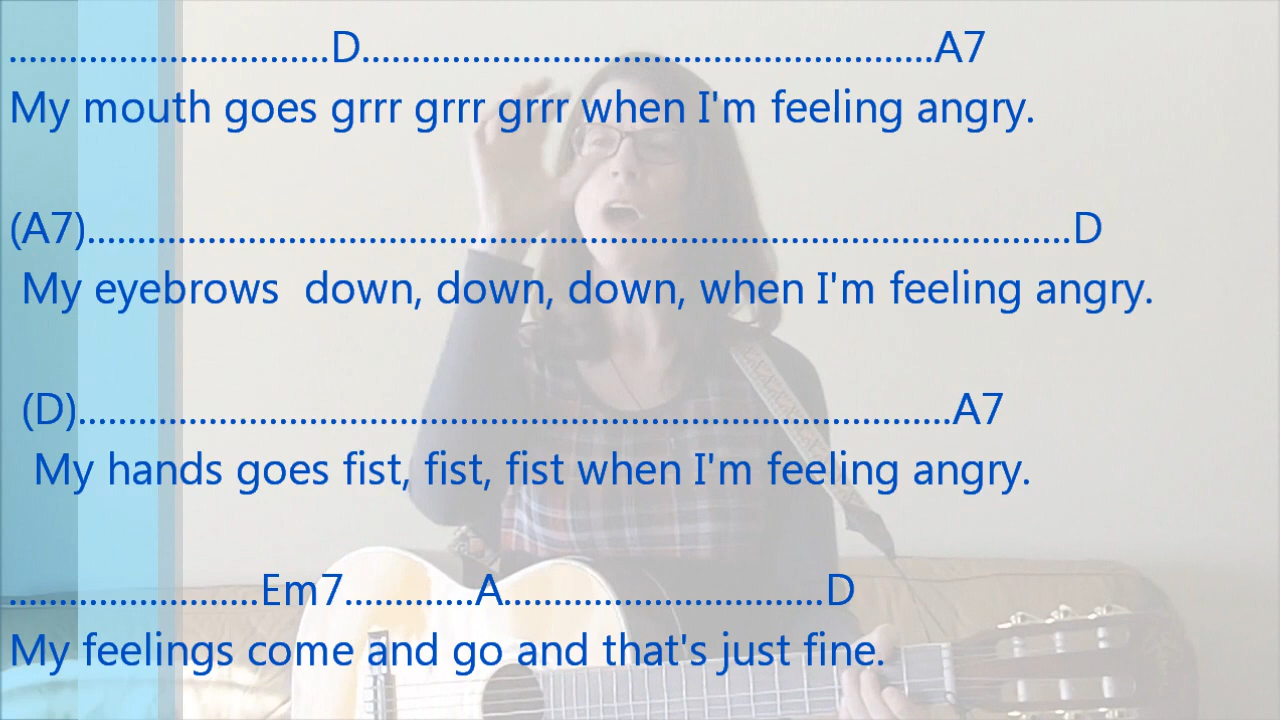 ................................D.........................................................A7
My mouth goes grrr grrr grrr when I'm feeling angry.
(A7)..................................................................................................D
My eyebrows  down, down, down, when I'm feeling angry.
(D).......................................................................................A7
My hands goes fist, fist, fist when I'm feeling angry.
.........................Em7.............A................................D
My feelings come and go and that's just fine.